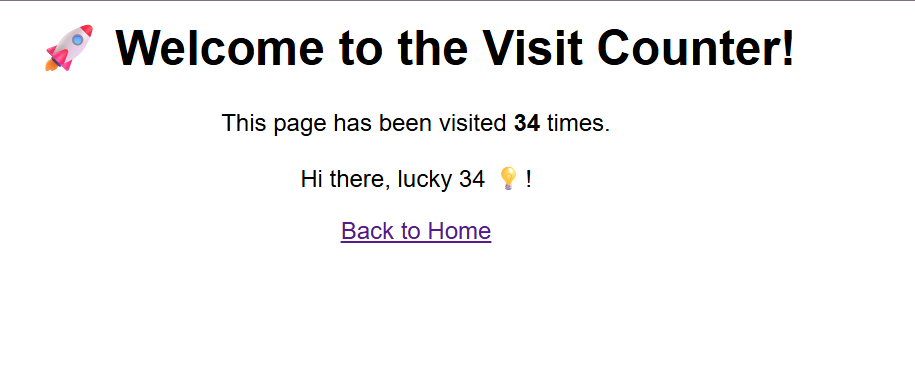 🚀 Welcome to the Visit Counter!
This page has been visited 34 times.
Hi there, lucky 34 💡!
Back to Home